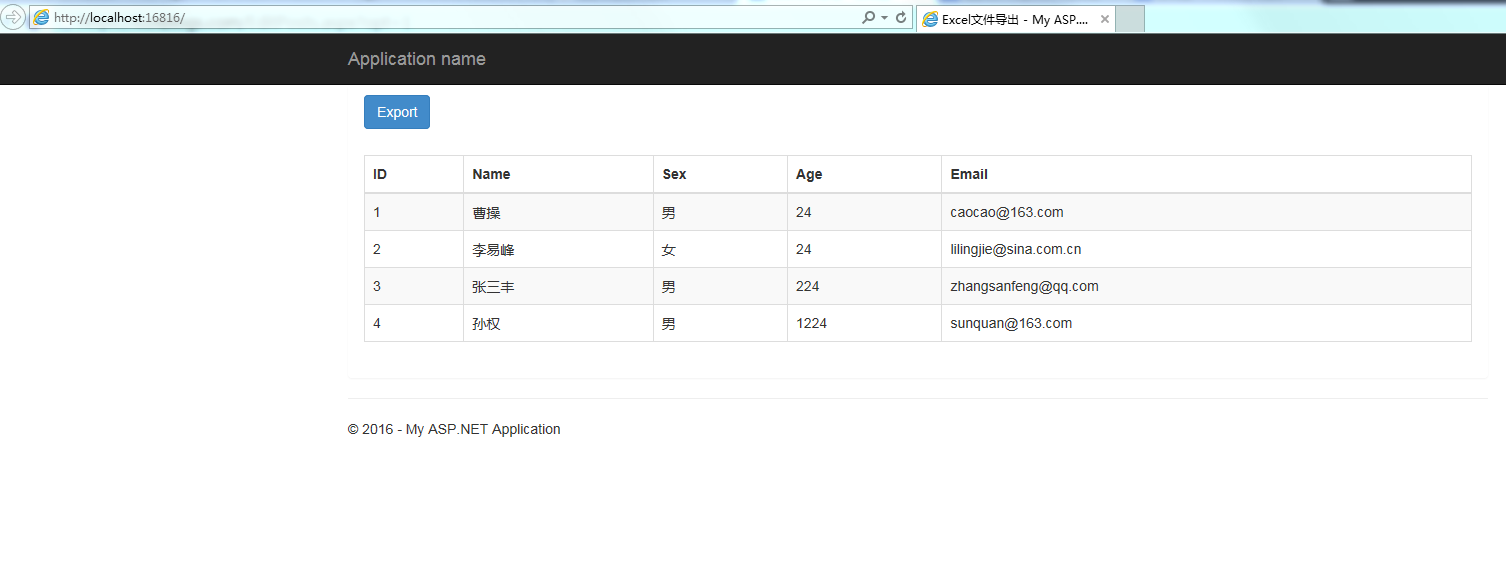 http://localhost:16816/
Excel文件导出 - My ASP....
Application name
Export
ID Name Sex Age Email
1 曹操 男 24 caocao@163.com
2 李易峰 女 24 lilingjie@sina.com.cn
3 张三丰 男 224 zhangsanfeng@qq.com
4 孙权 男 1224 sunquan@163.com
© 2016 - My ASP.NET Application